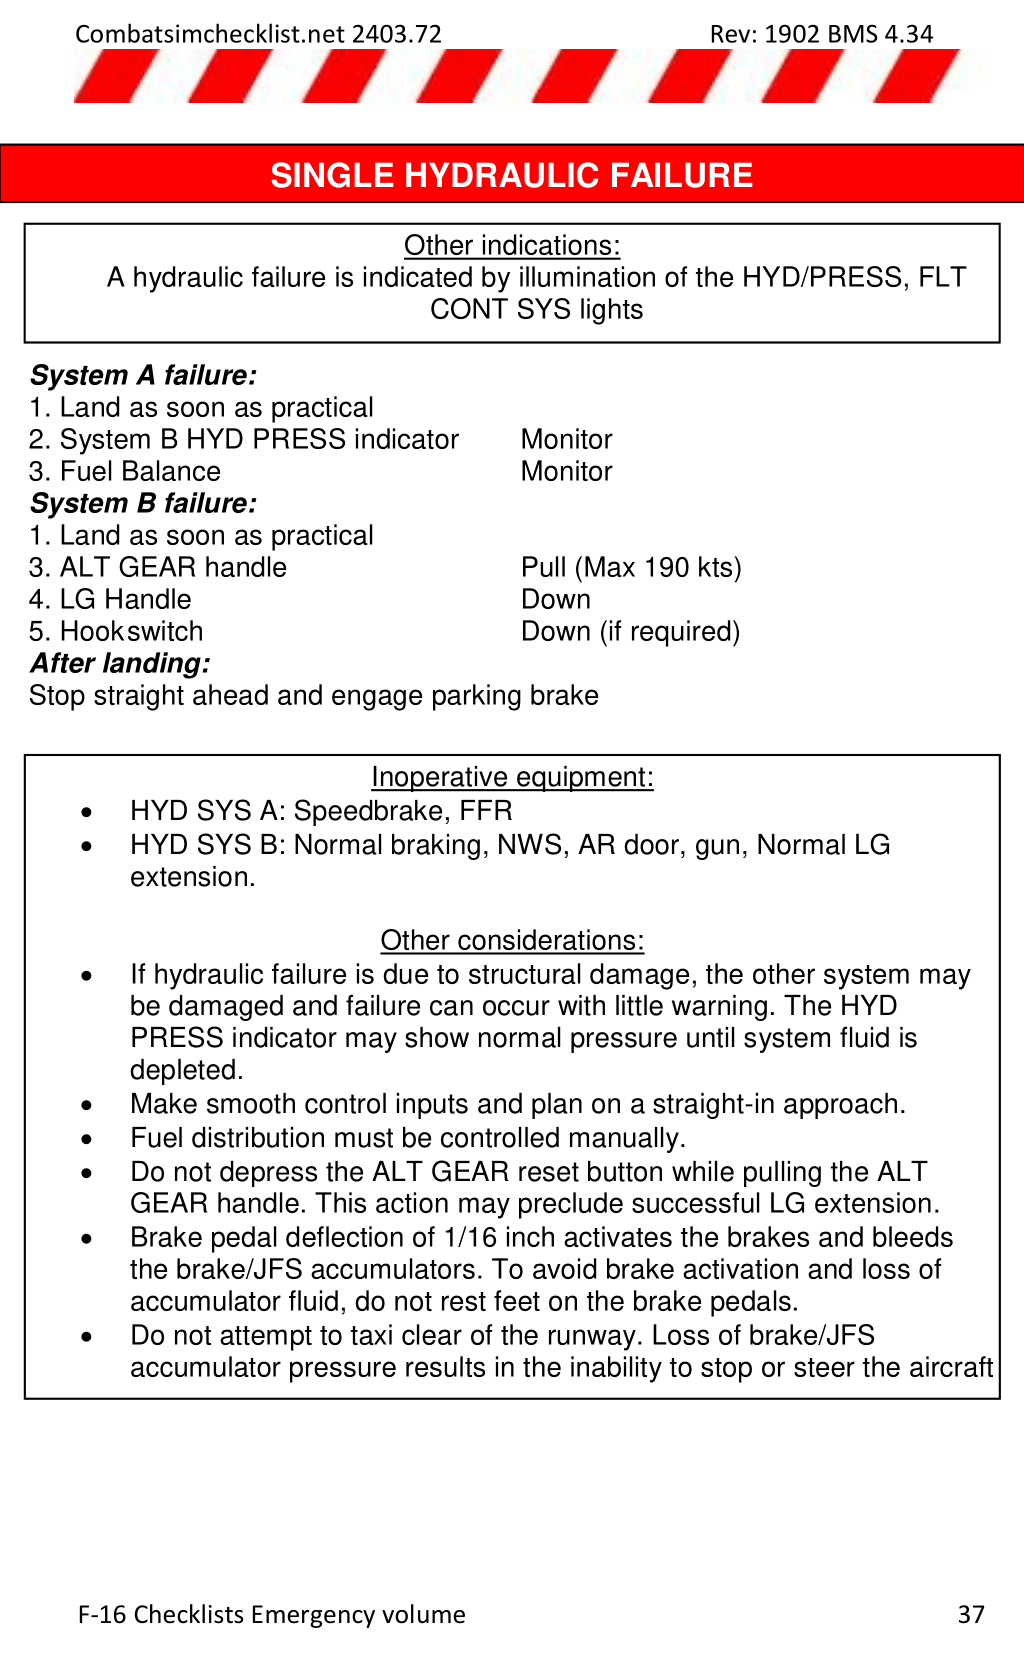 Combatsimchecklist.net 2403.72 Rev: 1902 BMS 4.34
SINGLE HYDRAULIC FAILURE
Other indications:
A hydraulic failure is indicated by illumination of the HYD/PRESS, FLT
CONT SYS lights
System A failure:
1. Land as soon as practical
2. System B HYD PRESS indicator Monitor
3. Fuel Balance Monitor
System B failure:
1. Land as soon as practical
3. ALT GEAR handle Pull (Max 190 kts)
4. LG Handle Down
5. Hook switch Down (if required)
After landing:
Stop straight ahead and engage parking brake
Inoperative equipment:
• HYD SYS A: Speedbrake, FFR
• HYD SYS B: Normal braking, NWS, AR door, gun, Normal LG
extension.
Other considerations:
• If hydraulic failure is due to structural damage, the other system may
be damaged and failure can occur with little warning. The HYD
PRESS indicator may show normal pressure until system fluid is
depleted.
• Make smooth control inputs and plan on a straight-in approach.
• Fuel distribution must be controlled manually.
• Do not depress the ALT GEAR reset button while pulling the ALT
GEAR handle. This action may preclude successful LG extension.
• Brake pedal deflection of 1/16 inch activates the brakes and bleeds
the brake/JFS accumulators. To avoid brake activation and loss of
accumulator fluid, do not rest feet on the brake pedals.
• Do not attempt to taxi clear of the runway. Loss of brake/JFS
accumulator pressure results in the inability to stop or steer the aircraft
F-16 Checklists Emergency volume 37